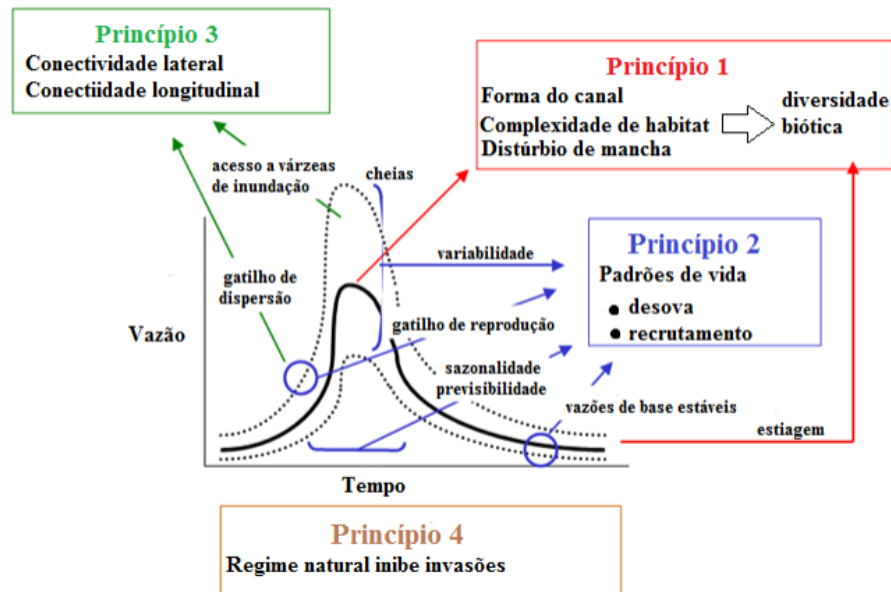 Princípio 3
Conectividade lateral
Conectiidade longitudinal
Princípio 1
Forma do canal
Complexidade de habitat
Distúrbio de mancha
diversidade
biótica
acesso a várzeas
de inundação
cheias
variabilidade
Princípio 2
Padrões de vida
desova
recrutamento
gatilho de
dispersão
gatilho de reprodução
Vazão
sazonalidade
previsibilidade
vazões de base estáveis
estiagem
Tempo
Princípio 4
Regime natural inibe invasões